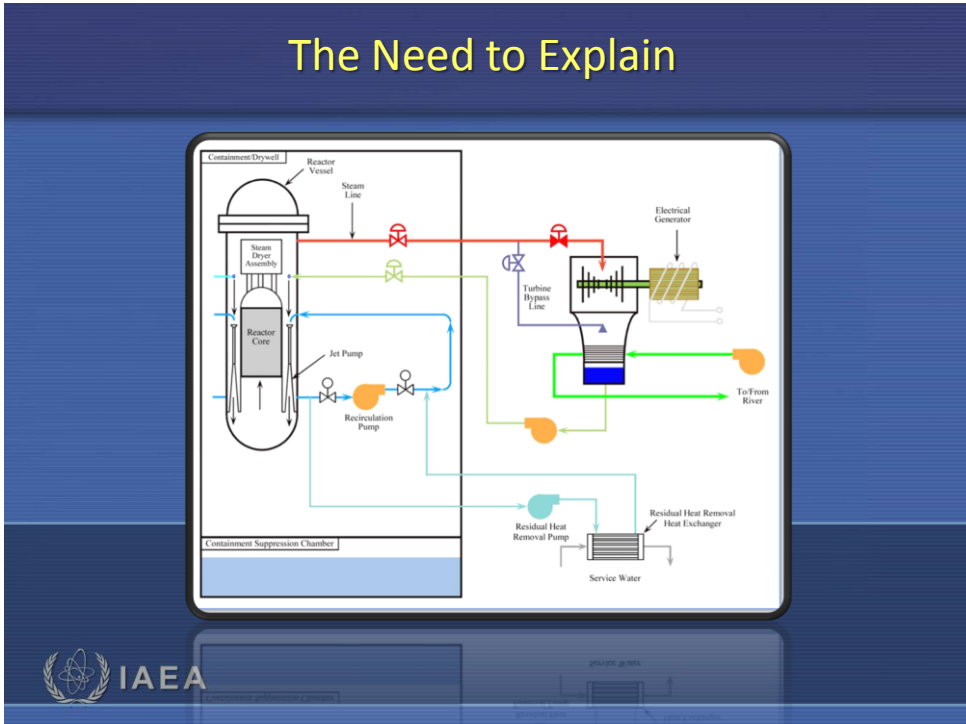 The Need to Explain
Containment/Drywell
Reactor
Vessel
Steam
Line
Electrical
Generator
Steam
Dryer
Assembly
Turbine
Bypass
Line
Reactor
Core
Jet Pump
To/From
River
Recirculation
Pump
Residual Heat
Removal Pump
Residual Heat Removal
Heat Exchanger
Containment Suppression Chamber
Service Water
IAEA